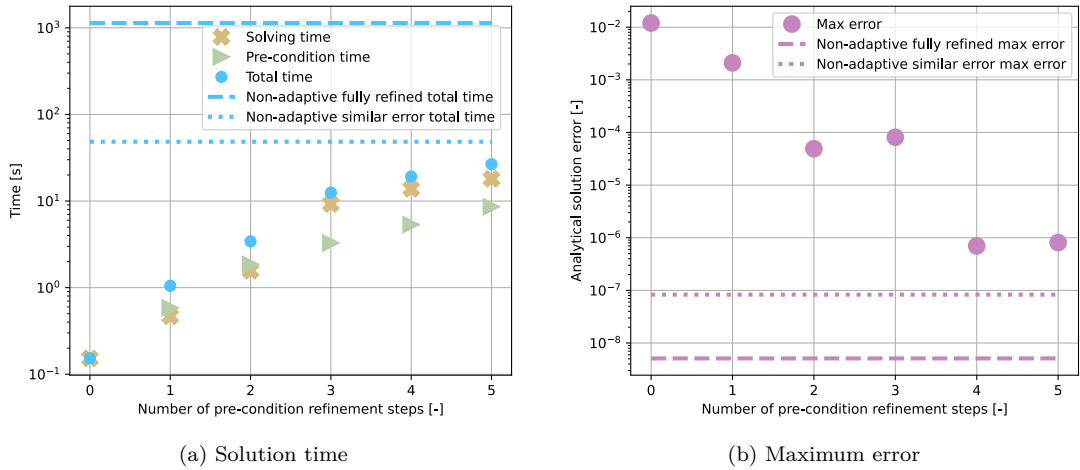 10³
10²
10¹
10⁰
10⁻¹
Time [s]
Solving time
Pre-condition time
Total time
Non-adaptive fully refined total time
Non-adaptive similar error total time
0 1 2 3 4 5
Number of pre-condition refinement steps [-]
(a) Solution time
10⁻²
10⁻³
10⁻⁴
10⁻⁵
10⁻⁶
10⁻⁷
10⁻⁸
Analytical solution error [-]
Max error
Non-adaptive fully refined max error
Non-adaptive similar error max error
0 1 2 3 4 5
Number of pre-condition refinement steps [-]
(b) Maximum error